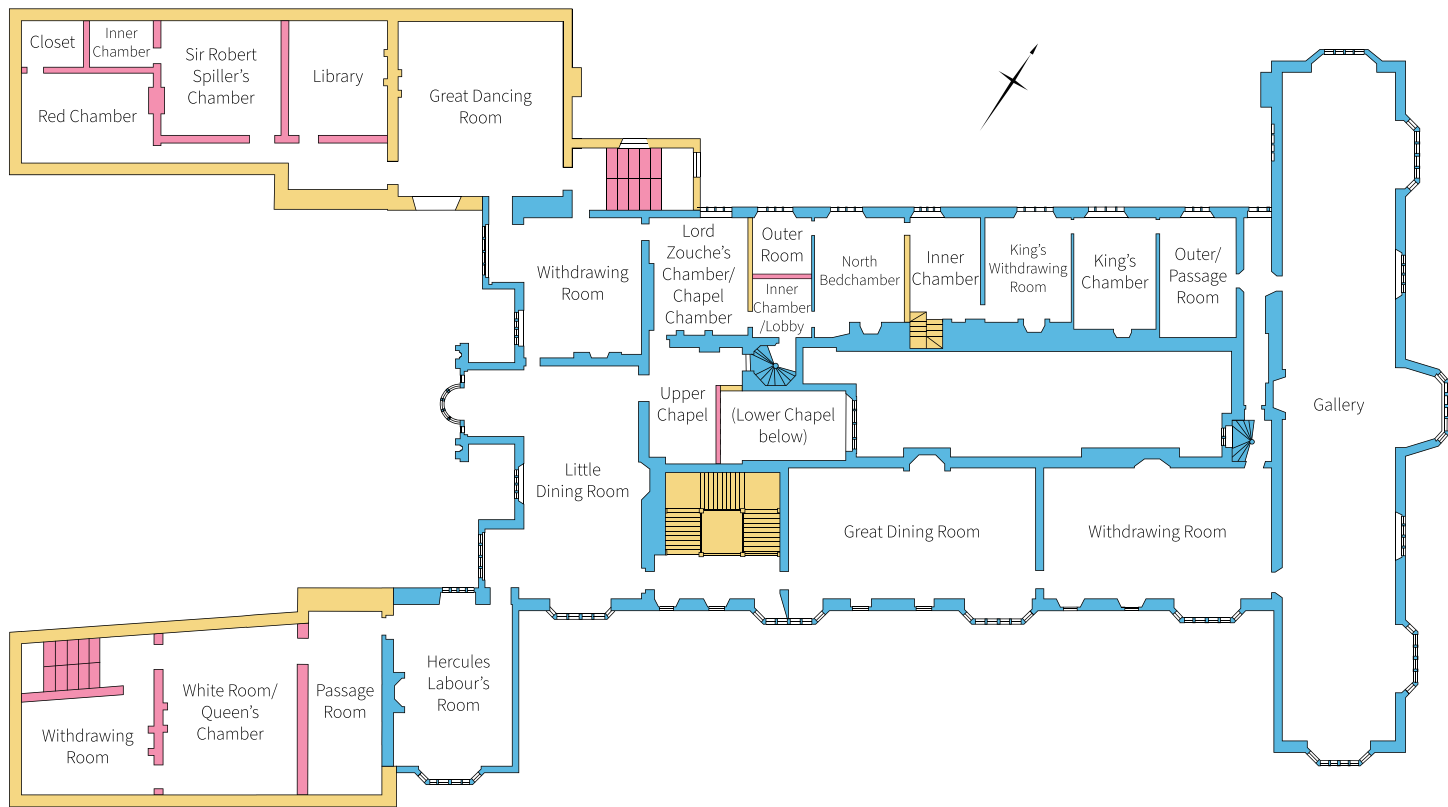 Closet
Inner
Chamber
Sir Robert
Spiller’s
Chamber
Library
Red Chamber
Great Dancing
Room
Withdrawing
Room
Lord
Zouche’s
Chamber/
Chapel
Chamber
Outer
Room
Inner
Chamber
/Lobby
North
Bedchamber
Inner
Chamber
King’s
Withdrawing
Room
King’s
Chamber
Outer/
Passage
Room
Upper
Chapel
(Lower Chapel
below)
Gallery
Little
Dining Room
Great Dining Room
Withdrawing Room
Hercules
Labour’s
Room
Passage
Room
White Room/
Queen’s
Chamber
Withdrawing
Room